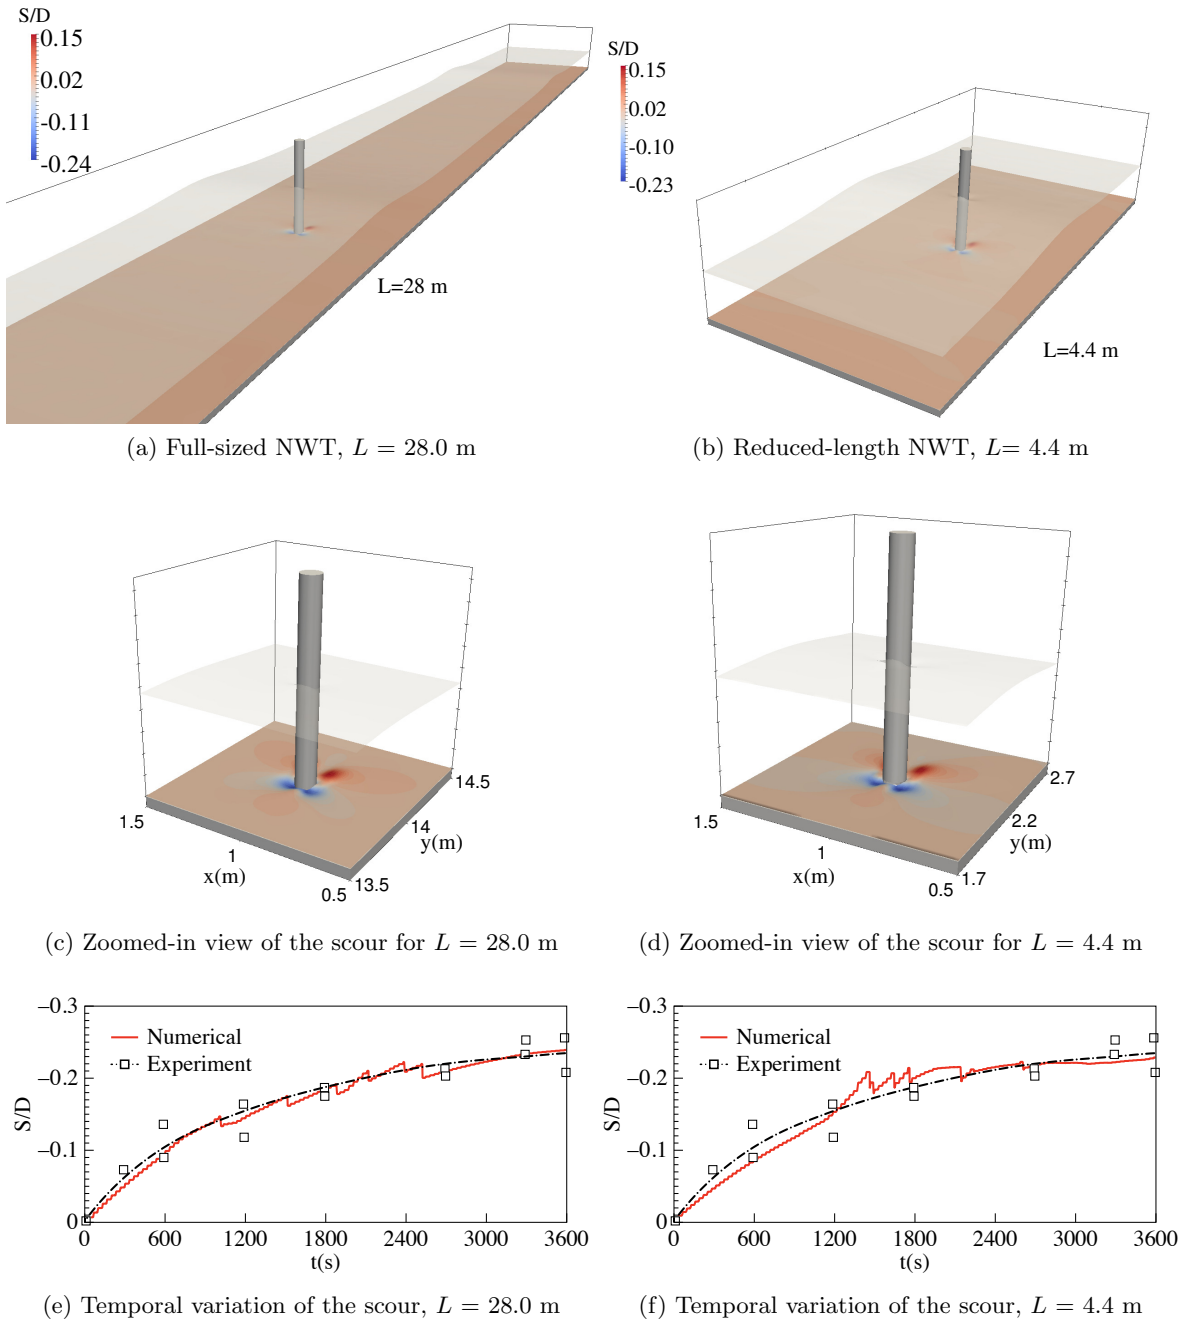 S/D
0.15
0.02
-0.11
-0.24
L=28 m
S/D
0.15
0.02
-0.10
-0.23
L=4.4 m
(a) Full-sized NWT, L = 28.0 m
(b) Reduced-length NWT, L= 4.4 m
1.5
1
x(m)
0.5
13.5
14
y(m)
14.5
1.5
1
x(m)
0.5
1.7
2.2
y(m)
2.7
(c) Zoomed-in view of the scour for L = 28.0 m
(d) Zoomed-in view of the scour for L = 4.4 m
−0.3
−0.2
−0.1
0
S/D
Numerical
Experiment
0 600 1200 1800 2400 3000 3600
t(s)
−0.3
−0.2
−0.1
0
S/D
Numerical
Experiment
0 600 1200 1800 2400 3000 3600
t(s)
(e) Temporal variation of the scour, L = 28.0 m
(f) Temporal variation of the scour, L = 4.4 m